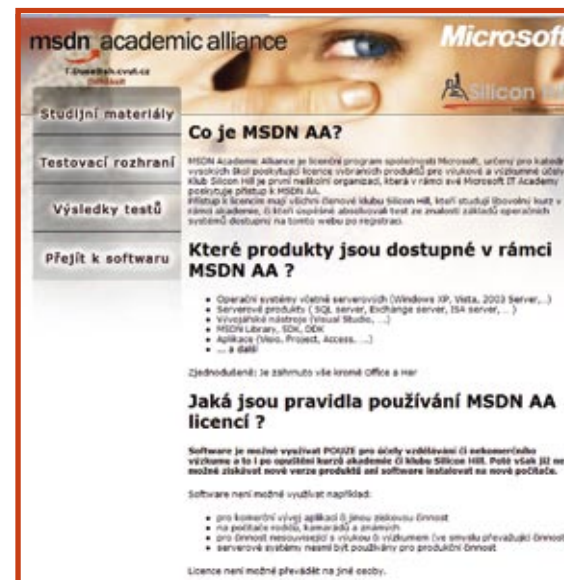 msdn academic alliance
Microsoft
Silicon
Studijní materiály
Testovací rozhraní
Výsledky testů
Přejít k softwaru
Co je MSDN AA?
MSDN Academic Alliance je licenční program společnosti Microsoft, určený pro katedr
vysokých škol poskytující licence vybraných produktů pro výukové a výzkumné účely
Klub Silicon Hill je první neškolní organizací, která v rámci své Microsoft IT Academy
poskytuje přístup k MSDN AA.
Přístup k licencím mají všichni členové klubu Silicon Hill, kteří studují libovolný kurz v
rámci akademie, či kteří úspěšně absolvovali test ze znalosti základů operačních
systémů dostupný na tomto webu po registraci.
Které produkty jsou dostupné v rámci
MSDN AA ?
Operační systémy včetně serverových (Windows XP, Vista, 2003 Server,...)
Serverové produkty ( SQL server, Exchange server, ISA server, ... )
Vývojářské nástroje (Visual Studio, ...)
MSDN Library, SDK, DDK
Aplikace (Visio, Project, Access, ...)
... a další
Zjednodušeně: Je zahrnuto vše kromě Office a Her
Jaká jsou pravidla používání MSDN AA
licencí ?
Software je možné využívat POUZE pro účely vzdělávání či nekomerčního
výzkumu a to i po opuštění kurzů akademie či klubu Silicon Hill. Poté však již ne
možné získávat nové verze produktů ani software instalovat na nové počítače.
Software není možné využívat například:
pro komerční vývoj aplikací či jinou ziskovou činnost
na počítače rodičů, kamarádů a známých
pro činnost nesouvisející s výukou či výzkumem (ve smyslu převažující činnost
serverové systémy nesmí být používány pro produkční činnost
Licence není možné převádět na jiné osoby.